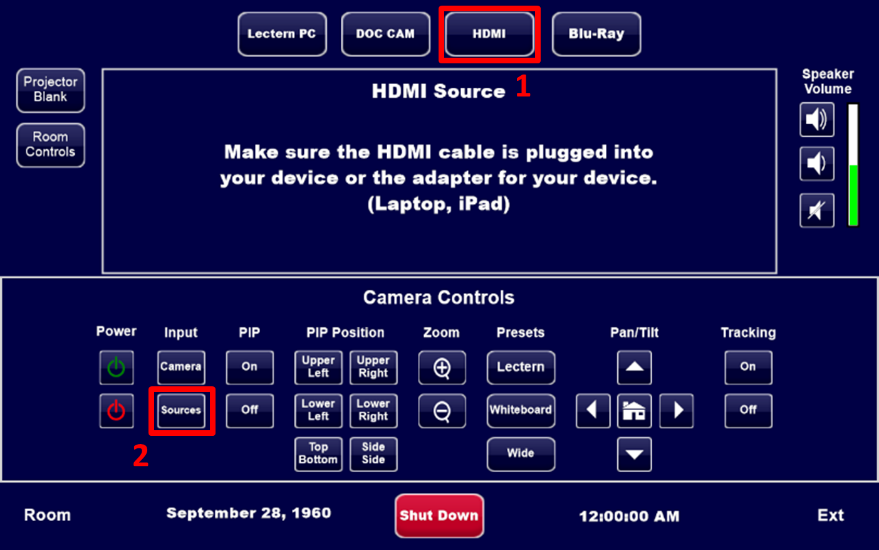 Lectern PC
DOC CAM
HDMI
Blu-Ray
1
Projector
Blank
Room
Controls
HDMI Source
Make sure the HDMI cable is plugged into
your device or the adapter for your device.
(Laptop, iPad)
Speaker
Volume
Camera Controls
Power
Input
PIP
PIP Position
Zoom
Presets
Pan/Tilt
Tracking
Camera
On
Upper
Left
Upper
Right
Lectern
On
Sources
Off
Lower
Left
Lower
Right
Whiteboard
Off
2
Top
Bottom
Side
Side
Wide
Room
September 28, 1960
Shut Down
12:00:00 AM
Ext